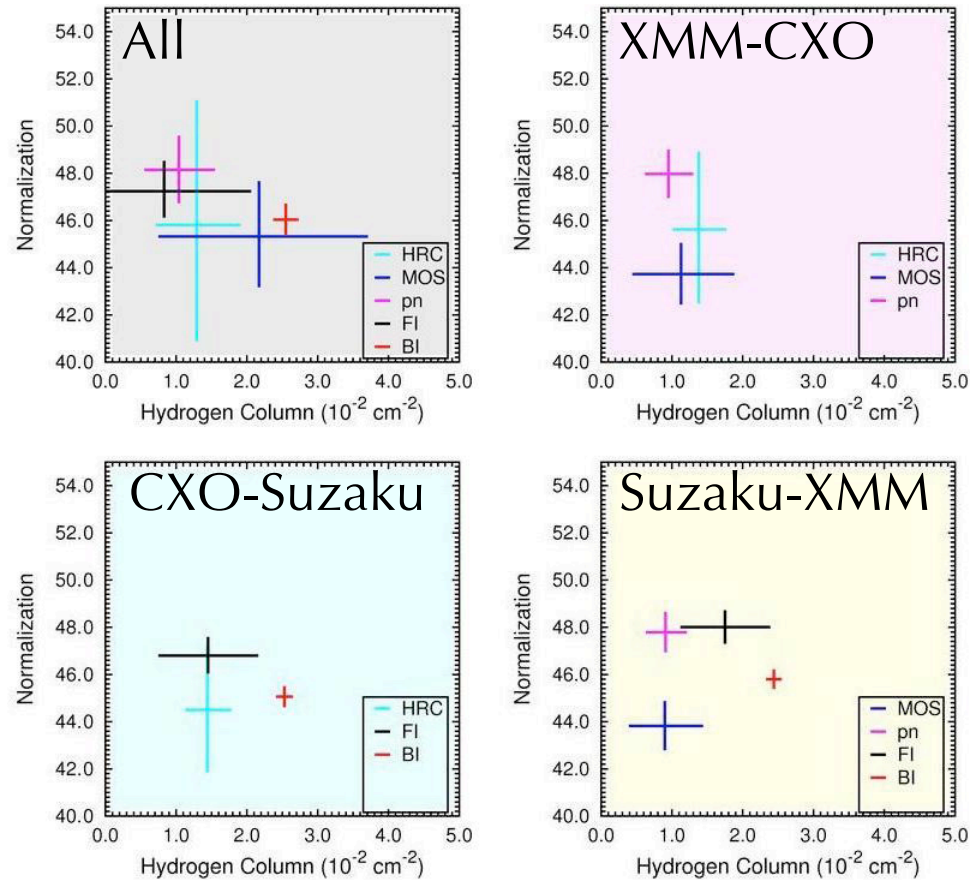 All
Normalization
54.0
52.0
50.0
48.0
46.0
44.0
42.0
40.0
HRC
MOS
pn
FI
BI
0.0 1.0 2.0 3.0 4.0 5.0
Hydrogen Column (10⁻² cm⁻²)
XMM-CXO
Normalization
54.0
52.0
50.0
48.0
46.0
44.0
42.0
40.0
HRC
MOS
pn
0.0 1.0 2.0 3.0 4.0 5.0
Hydrogen Column (10⁻² cm⁻²)
CXO-Suzaku
Normalization
54.0
52.0
50.0
48.0
46.0
44.0
42.0
40.0
HRC
FI
BI
0.0 1.0 2.0 3.0 4.0 5.0
Hydrogen Column (10⁻² cm⁻²)
Suzaku-XMM
Normalization
54.0
52.0
50.0
48.0
46.0
44.0
42.0
40.0
MOS
pn
FI
BI
0.0 1.0 2.0 3.0 4.0 5.0
Hydrogen Column (10⁻² cm⁻²)